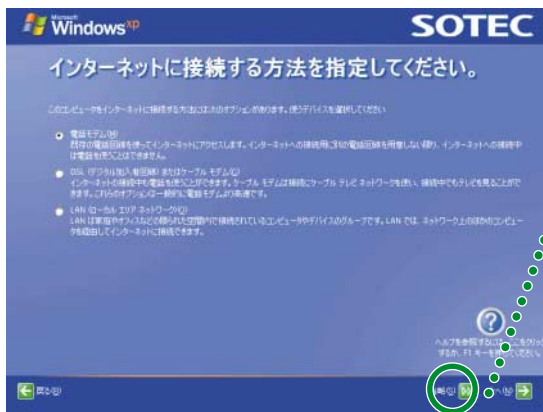 Microsoft
Windows xp
SOTEC
インターネットに接続する方法を指定してください。
このコンピュータをインターネットに接続する方法には次のオプションがあります。使うデバイスを選択してください
電話モデム(M)
既存の電話回線を使ってインターネットにアクセスします。インターネットへの接続用に別の電話回線を用意しない限り、インターネットへの接続中
は電話を使うことはできません。
DSL (デジタル加入者回線) またはケーブル モデム(C)
インターネットの接続中も電話を使うことができます。ケーブル モデムは接続にケーブル テレビ ネットワークを使い、接続中でもテレビを見ることがで
きます。これらのオプションは一般的に電話モデムより高速です。
LAN (ローカル エリア ネットワーク)(L)
LAN は家庭やオフィスなどの限られた空間内で接続されているコンピュータやデバイスのグループです。LAN では、ネットワーク上のほかのコンピュー
タを経由してインターネットに接続できます。
ヘルプを参照するには、ここをクリック
するか、F1 キーを押してください。
戻る(B)
省略(S)
次へ(N)